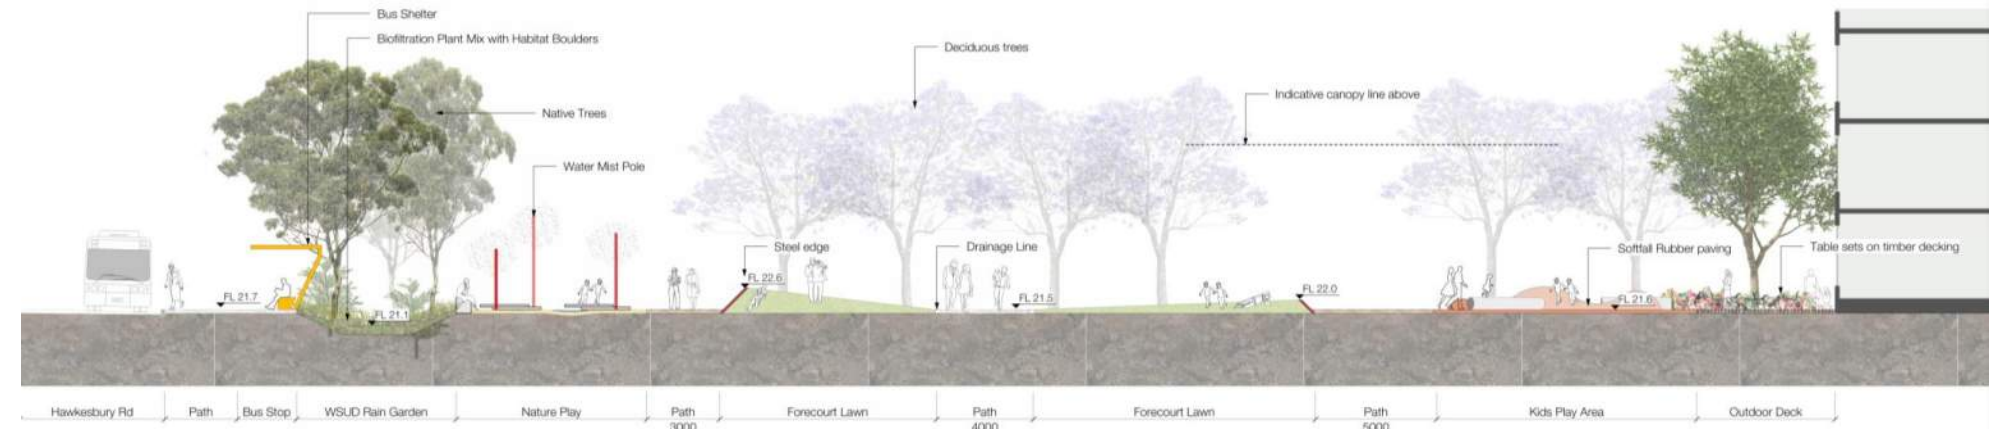 Bus Shelter
Biofiltration Plant Mix with Habitat Boulders
Deciduous trees
Indicative canopy line above
Native Trees
Water Mist Pole
Steel edge
Drainage Line
Softfall Rubber paving
Table sets on timber decking
FL 22.6
FL 22.0
FL 21.7
FL 21.5
FL 21.6
FL 21.1
Hawkesbury Rd
Path
Bus Stop
WSUD Rain Garden
Nature Play
Path
3000
Forecourt Lawn
Path
4000
Forecourt Lawn
Path
5000
Kids Play Area
Outdoor Deck